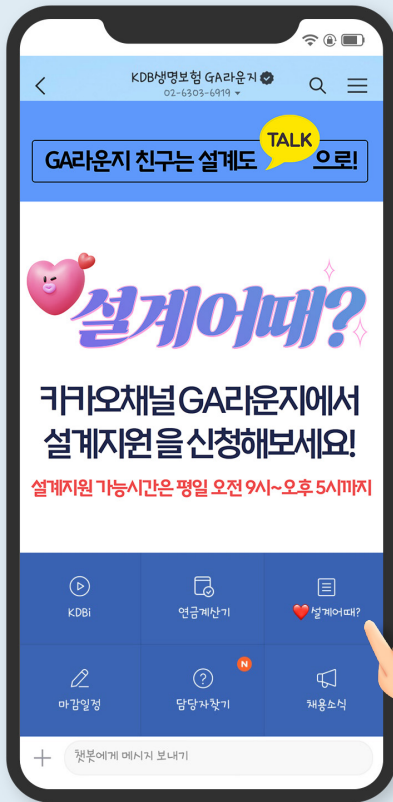 KDB생명보험 GA라운지
02-6303-6919
GA라운지 친구는 설계도 TALK 으로!
설계어때?
카카오채널 GA라운지에서
설계지원을 신청해보세요!
설계지원 가능시간은 평일 오전 9시~오후 5시까지
KDBi
연금계산기
설계어때?
마감일정
N
담당자찾기
채용소식
챗봇에게 메시지 보내기